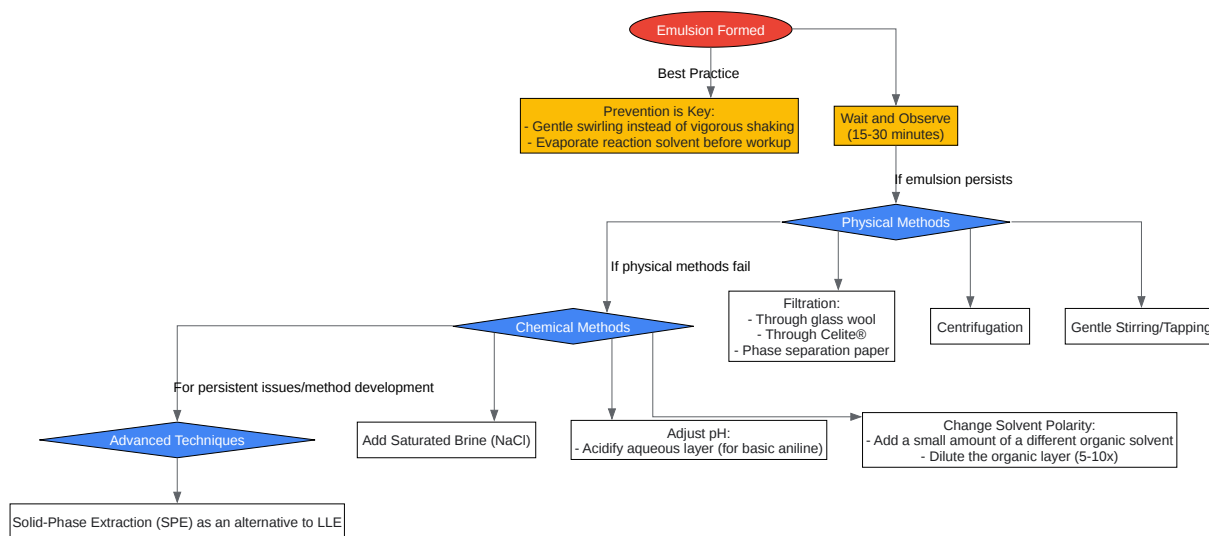 Emulsion Formed
Best Practice
Prevention is Key:
- Gentle swirling instead of vigorous shaking
- Evaporate reaction solvent before workup
Wait and Observe
(15-30 minutes)
If emulsion persists
Physical Methods
If physical methods fail
Filtration:
- Through glass wool
- Through Celite®
- Phase separation paper
Centrifugation
Gentle Stirring/Tapping
Chemical Methods
For persistent issues/method development
Advanced Techniques
Add Saturated Brine (NaCl)
Adjust pH:
- Acidify aqueous layer (for basic aniline)
Change Solvent Polarity:
- Add a small amount of a different organic solvent
- Dilute the organic layer (5-10x)
Solid-Phase Extraction (SPE) as an alternative to LLE